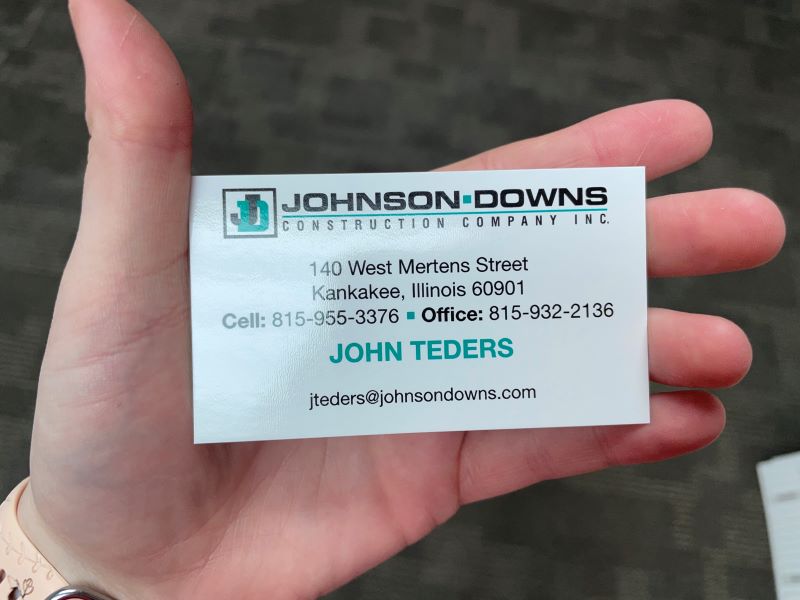 JD JOHNSON▪DOWNS
CONSTRUCTION COMPANY INC.
140 West Mertens Street
Kankakee, Illinois 60901
Cell: 815-955-3376 ▪ Office: 815-932-2136
JOHN TEDERS
jteders@johnsondowns.com